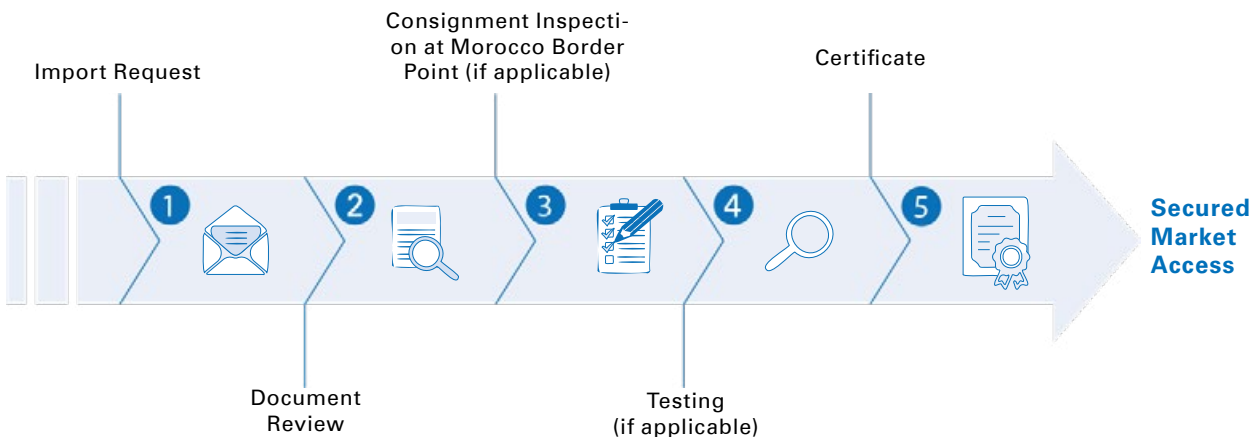 Consignment Inspecti-
on at Morocco Border
Point (if applicable)
Import Request
Certificate
1
2
3
4
5
Secured
Market
Access
Document
Review
Testing
(if applicable)